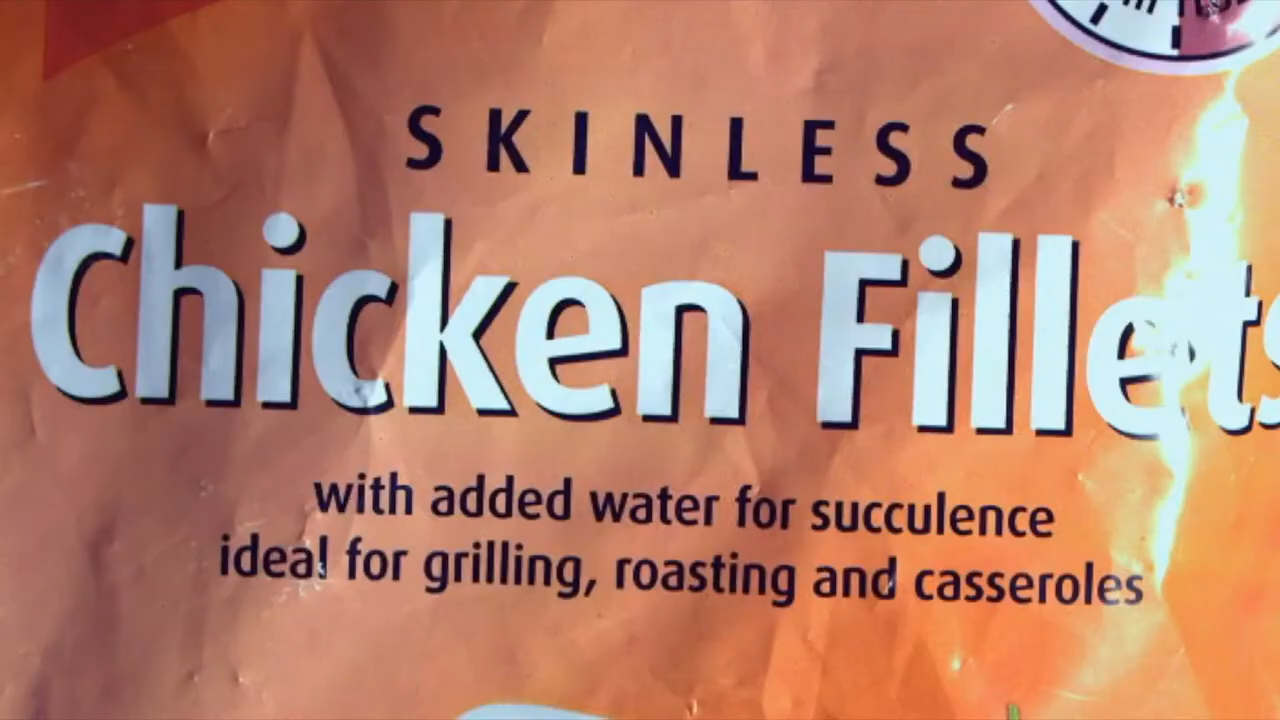 SKINLESS
Chicken Fillets
with added water for succulence
ideal for grilling, roasting and casseroles